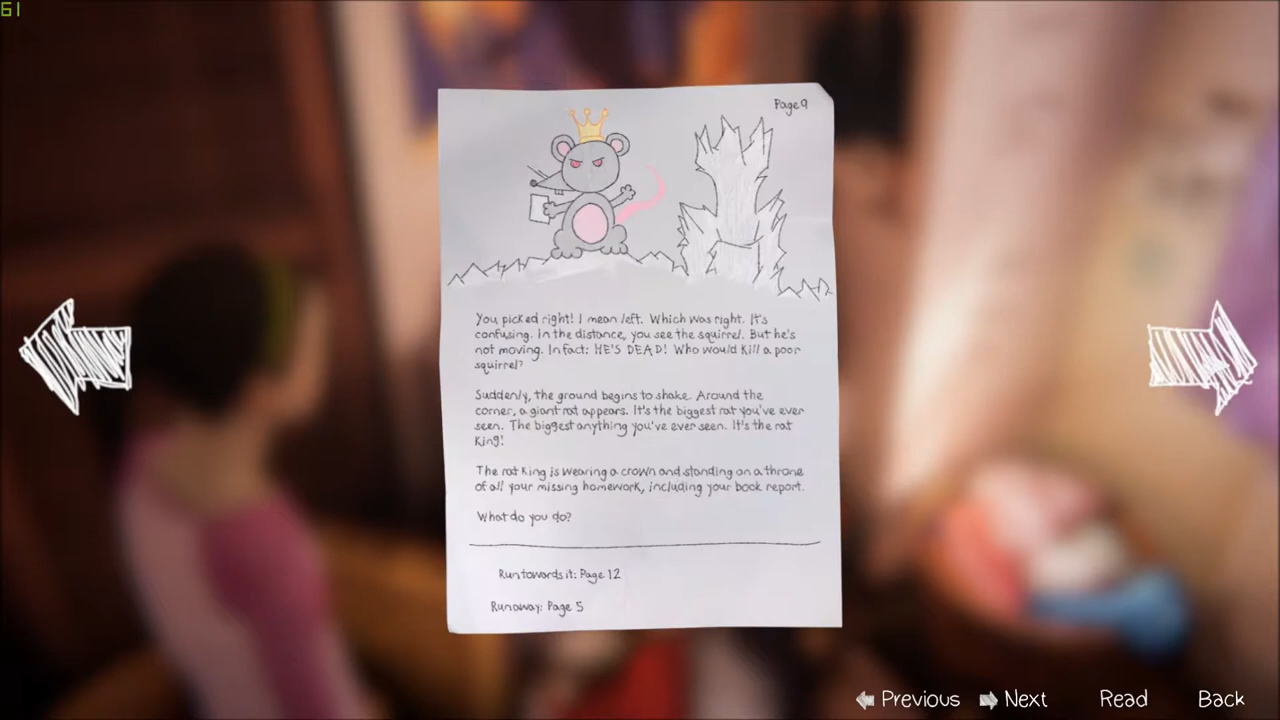 61
Page 9
You picked right! I mean left. Which was right. It's
confusing. In the distance, you see the squirrel. But he's
not moving. In fact: HE'S DEAD! Who would kill a poor
squirrel?
Suddenly, the ground begins to shake. Around the
corner, a giant rat appears. It's the biggest rat you've ever
seen. The biggest anything you've ever seen. It's the rat
King!
The rat King is wearing a crown and standing on a throne
of all your missing homework, including your book report.
What do you do?
Run towards it: Page 12
Run away: Page 5
Previous Next Read Back